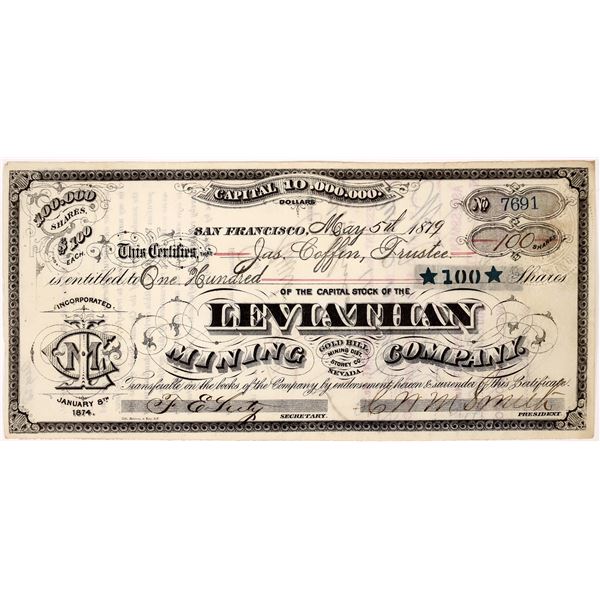 CAPITAL 10,000,000.
DOLLARS
100,000
SHARES,
$100
EACH.
No 7691
SAN FRANCISCO, May 5th 1879
100 SHARES
This Certifies, that Jas. Coffin, Trustee
is entitled to One Hundred ★100★ Shares
OF THE CAPITAL STOCK OF THE
INCORPORATED
LEVIATHAN
MINING COMPANY,
GOLD HILL
MINING DIST.
STOREY CO.
NEVADA.
LM
JANUARY 8TH
1874.
Transferable on the books of the Company by endorsement hereon & surrender of this Certificate.
SECRETARY.
PRESIDENT